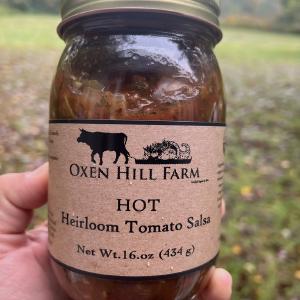 OXEN HILL FARM
HOT
Heirloom Tomato Salsa
Net Wt.16.oz (434 g)